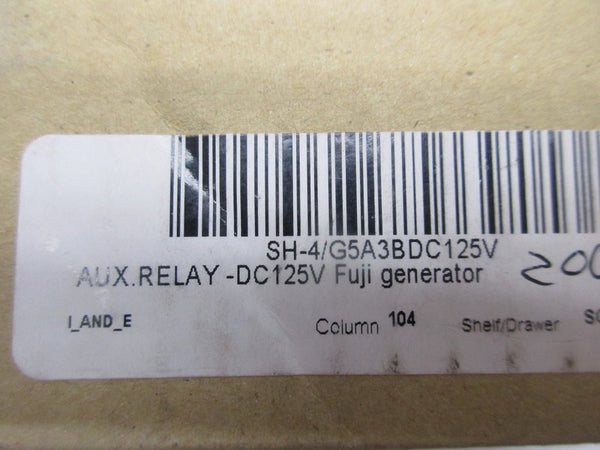 SH-4/G5A3BDC125V
AUX.RELAY -DC125V Fuji generator
I_AND_E Column 104 Shelf/Drawer